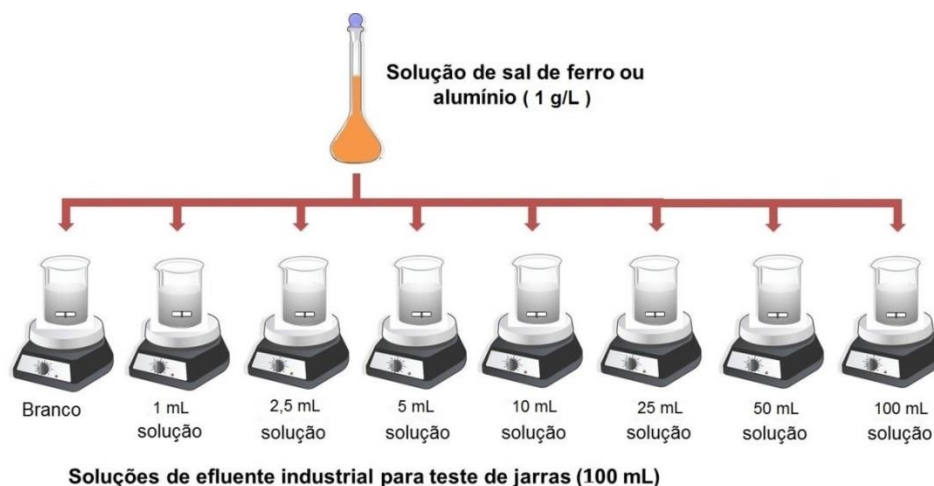 Solução de sal de ferro ou
alumínio ( 1 g/L )
Branco
1 mL
solução
2,5 mL
solução
5 mL
solução
10 mL
solução
25 mL
solução
50 mL
solução
100 mL
solução
Soluções de efluente industrial para teste de jarras (100 mL)